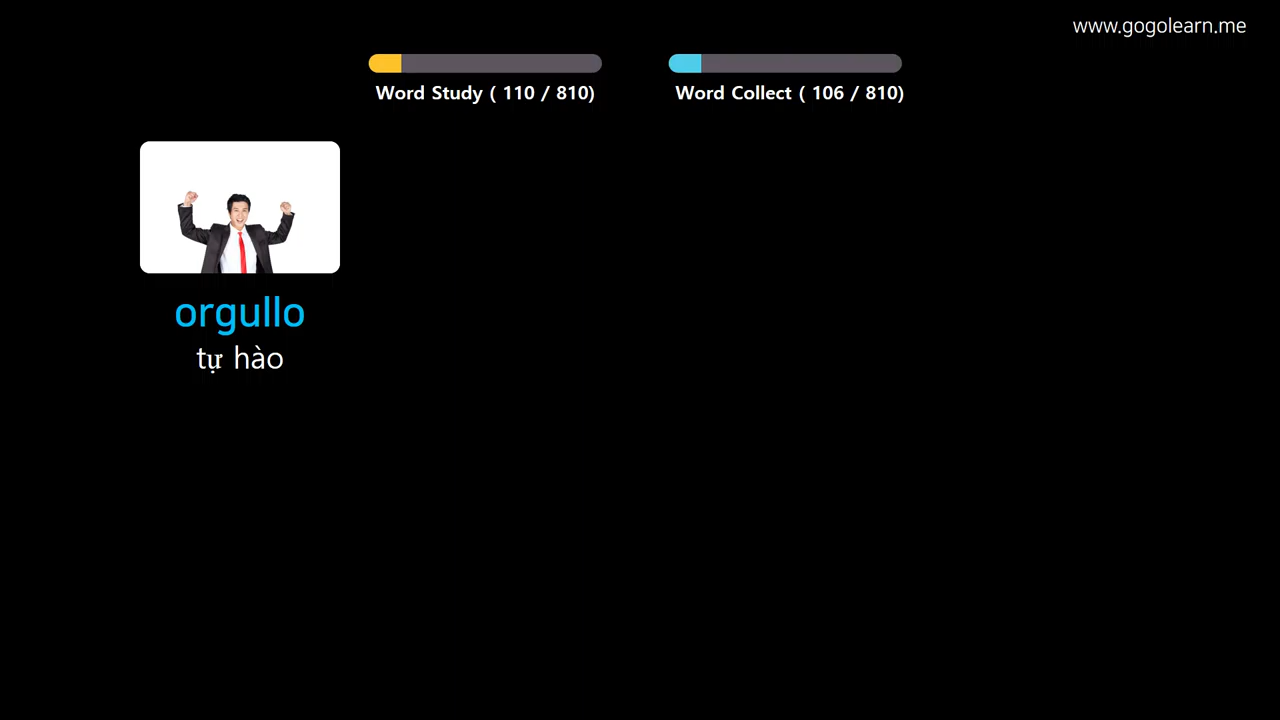 www.gogolearn.me
Word Study ( 110 / 810)
Word Collect ( 106 / 810)
orgullo
tự hào